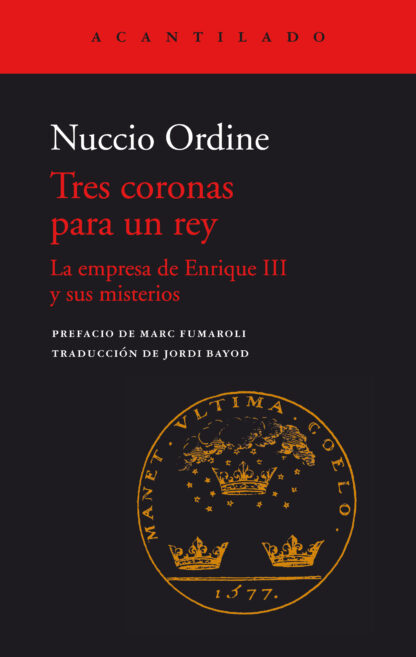 ACANTILADO
Nuccio Ordine
Tres coronas
para un rey
La empresa de Enrique III
y sus misterios
PREFACIO DE MARC FUMAROLI
TRADUCCIÓN DE JORDI BAYOD
MANET · VLTIMA · COELO ·
1577.